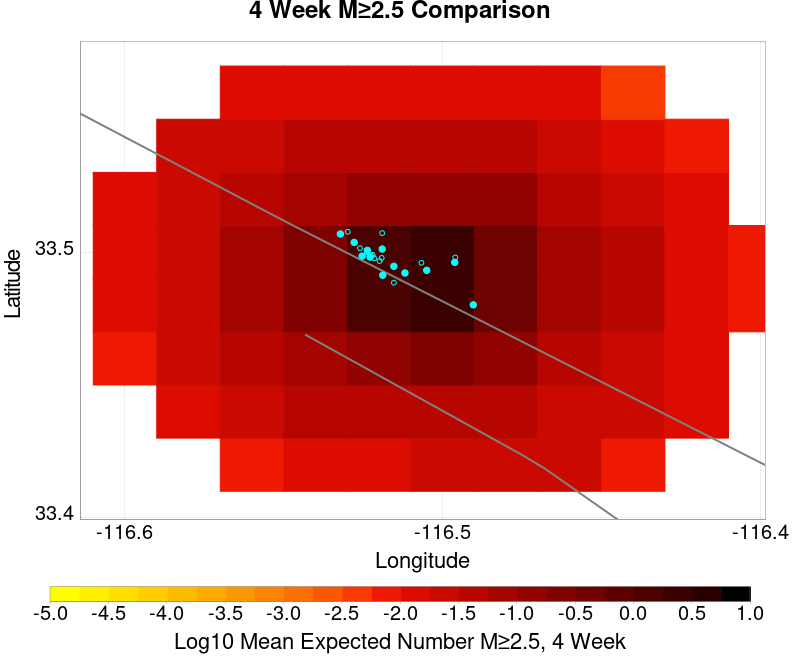 4 Week M≥2.5 Comparison
33.5
33.4
Latitude
-116.6 -116.5 -116.4
Longitude
-5.0 -4.5 -4.0 -3.5 -3.0 -2.5 -2.0 -1.5 -1.0 -0.5 0.0 0.5 1.0
Log10 Mean Expected Number M≥2.5, 4 Week